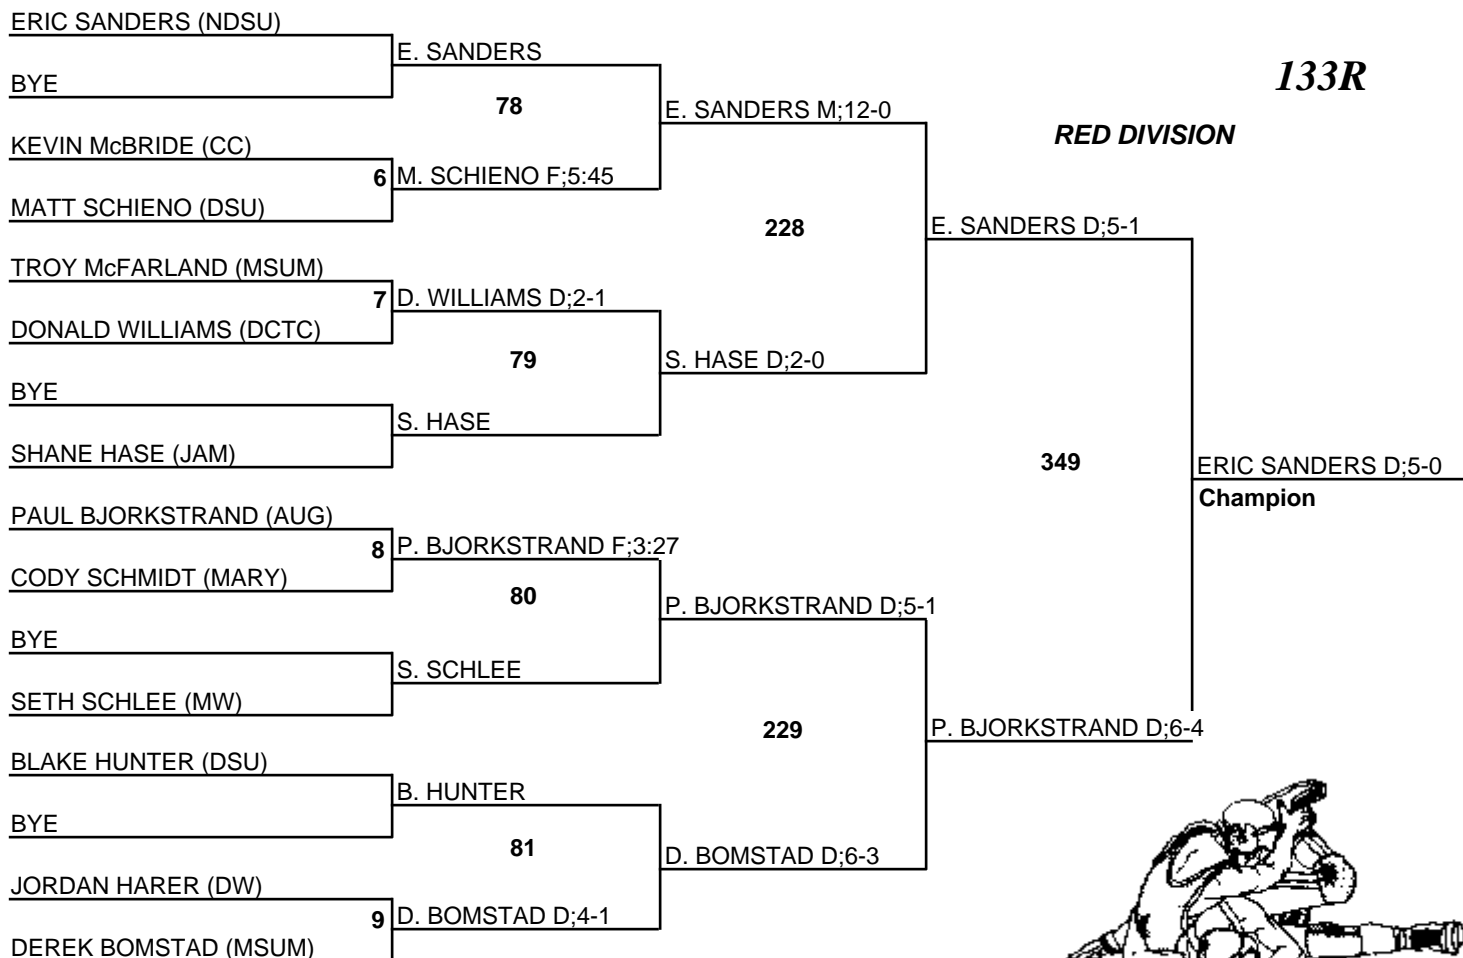 ERIC SANDERS (NDSU)
E. SANDERS
BYE
78
133R
E. SANDERS M;12-0
RED DIVISION
KEVIN McBRIDE (CC)
6 M. SCHIENO F;5:45
MATT SCHIENO (DSU)
228
E. SANDERS D;5-1
TROY McFARLAND (MSUM)
7 D. WILLIAMS D;2-1
DONALD WILLIAMS (DCTC)
79
S. HASE D;2-0
BYE
S. HASE
SHANE HASE (JAM)
349
ERIC SANDERS D;5-0
Champion
PAUL BJORKSTRAND (AUG)
8 P. BJORKSTRAND F;3:27
CODY SCHMIDT (MARY)
80
P. BJORKSTRAND D;5-1
BYE
S. SCHLEE
SETH SCHLEE (MW)
229
P. BJORKSTRAND D;6-4
BLAKE HUNTER (DSU)
B. HUNTER
BYE
81
D. BOMSTAD D;6-3
JORDAN HARER (DW)
9 D. BOMSTAD D;4-1
DEREK BOMSTAD (MSUM)